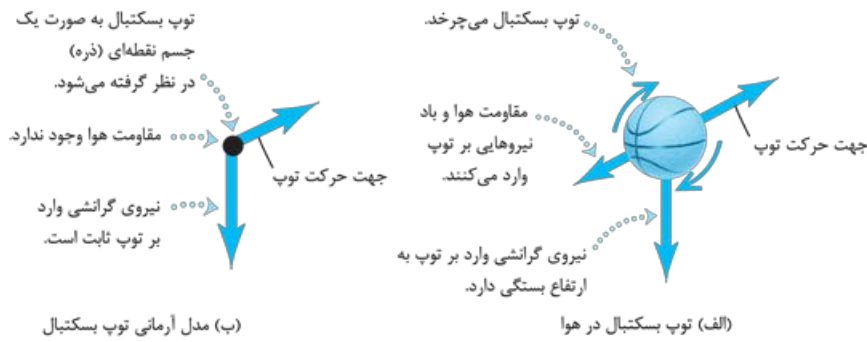 توپ بسکتبال می‌چرخد.
مقاومت هوا و باد
نیروهایی بر توپ
وارد می‌کنند.
جهت حرکت توپ
نیروی گرانشی وارد بر توپ به
ارتفاع بستگی دارد.
(الف) توپ بسکتبال در هوا
توپ بسکتبال به صورت یک
جسم نقطه‌ای (ذره)
در نظر گرفته می‌شود.
مقاومت هوا وجود ندارد.
جهت حرکت توپ
نیروی گرانشی وارد
بر توپ ثابت است.
(ب) مدل آرمانی توپ بسکتبال